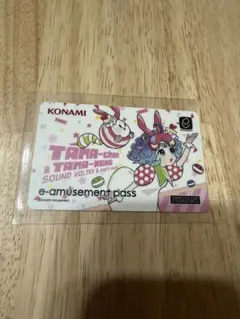 KONAMI
e
TAMA-chan
& TAMA-neko
SOUND VOLTEX
e-amusement pass